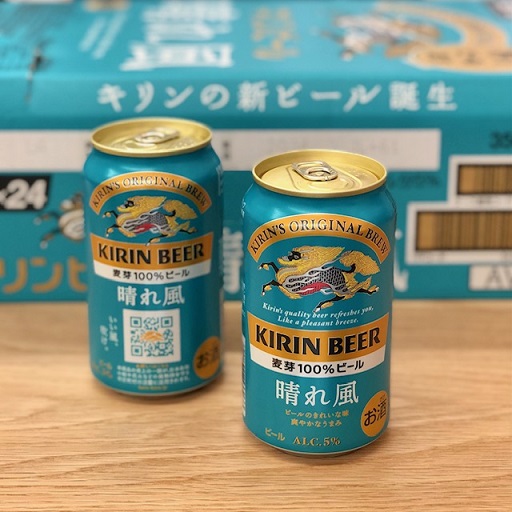 キリンの新ビール誕生
-24
KIRIN'S ORIGINAL BREW
KIRIN BEER
麦芽100%ビール
晴れ風
いい風、
お酒
KIRIN'S ORIGINAL BREW
Kirin's quality beer refreshes you.
Like a pleasant breeze.
KIRIN BEER
麦芽100%ビール
晴れ風
ビールのきれいな味
爽やかなうまみ
お酒
ビール ALC.5%